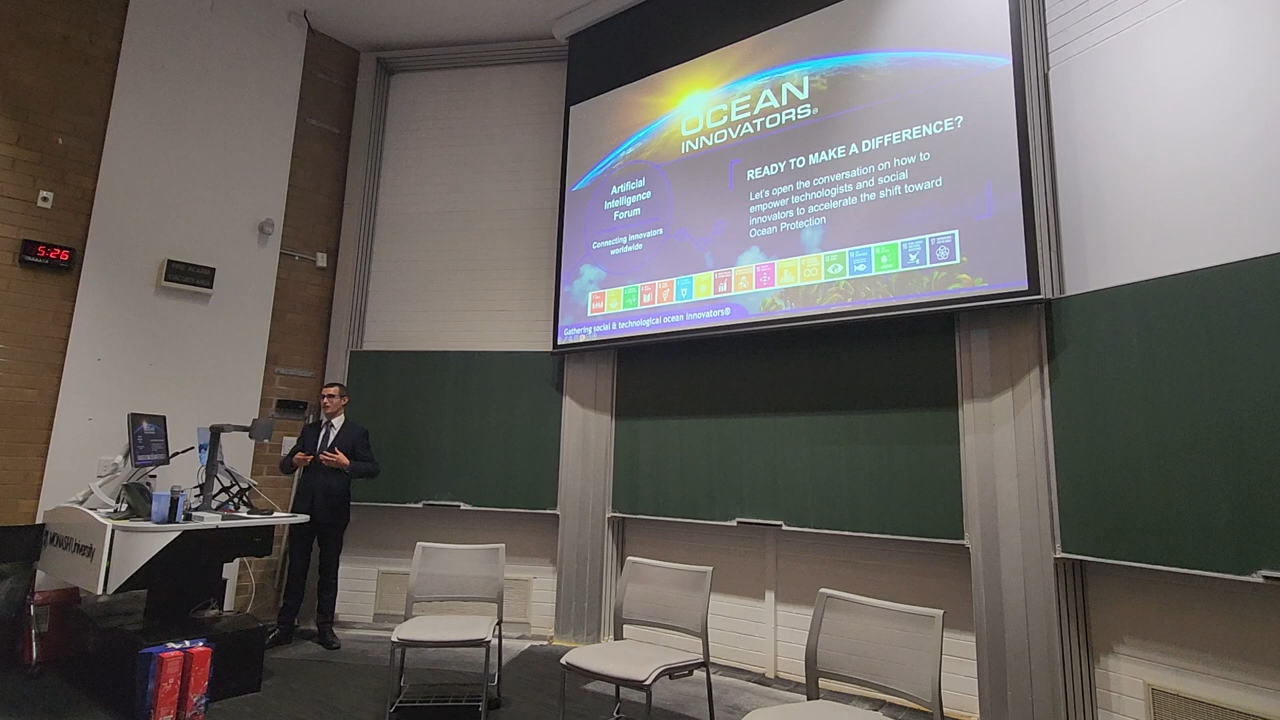 OCEAN
INNOVATORS®
READY TO MAKE A DIFFERENCE?
Let's open the conversation on how to
empower technologists and social
innovators to accelerate the shift toward
Ocean Protection
Artificial
Intelligence
Forum
Connecting innovators
worldwide
Gathering social & technological ocean innovators®
5:26
FIRE ALARM
MONASH University